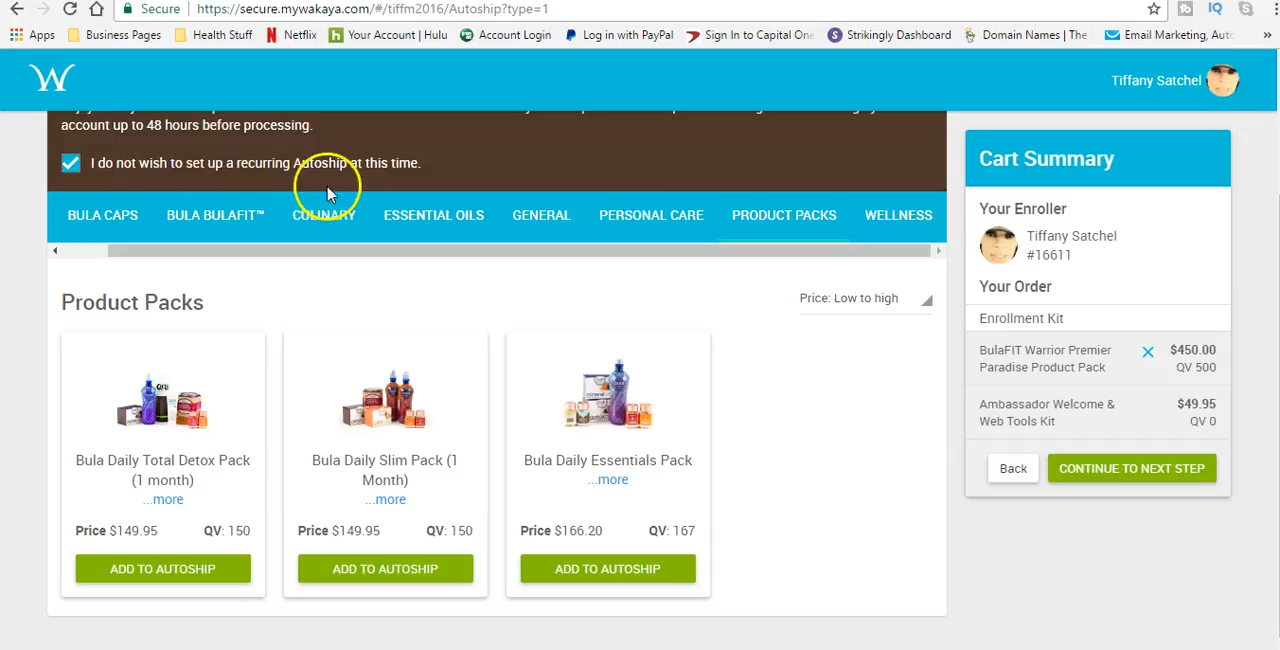 Secure https://secure.mywakaya.com/#/tiffm2016/Autoship?type=1
Apps Business Pages Health Stuff Netflix Your Account | Hulu Account Login Log in with PayPal Sign In to Capital One Strikingly Dashboard Domain Names | The Email Marketing, Auto »
W
Tiffany Satchel
account up to 48 hours before processing.
I do not wish to set up a recurring Autoship at this time.
BULA CAPS BULA BULAFIT™ CULINARY ESSENTIAL OILS GENERAL PERSONAL CARE PRODUCT PACKS WELLNESS
Product Packs
Price: Low to high
Bula Daily Total Detox Pack
(1 month)
...more
Price $149.95 QV: 150
ADD TO AUTOSHIP
Bula Daily Slim Pack (1
Month)
...more
Price $149.95 QV: 150
ADD TO AUTOSHIP
Bula Daily Essentials Pack
...more
Price $166.20 QV: 167
ADD TO AUTOSHIP
Cart Summary
Your Enroller
Tiffany Satchel
#16611
Your Order
Enrollment Kit
BulaFIT Warrior Premier $450.00
Paradise Product Pack QV 500
Ambassador Welcome & $49.95
Web Tools Kit QV 0
Back CONTINUE TO NEXT STEP